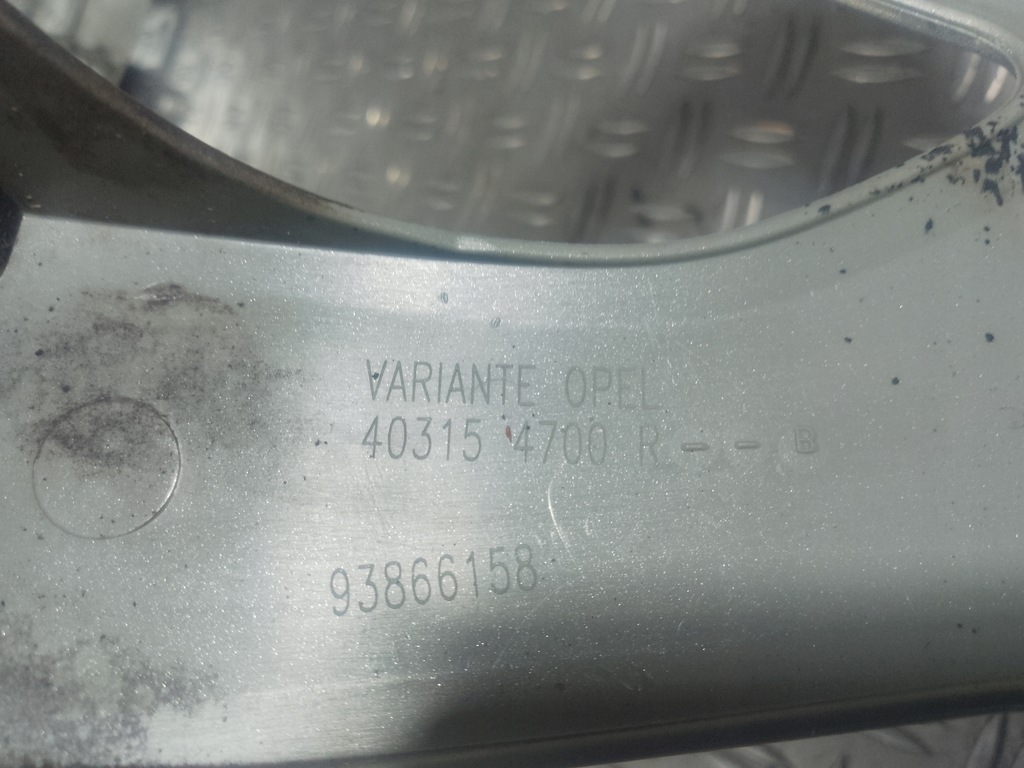 VARIANTE OPEL
40315 4700 R - - B
93866158